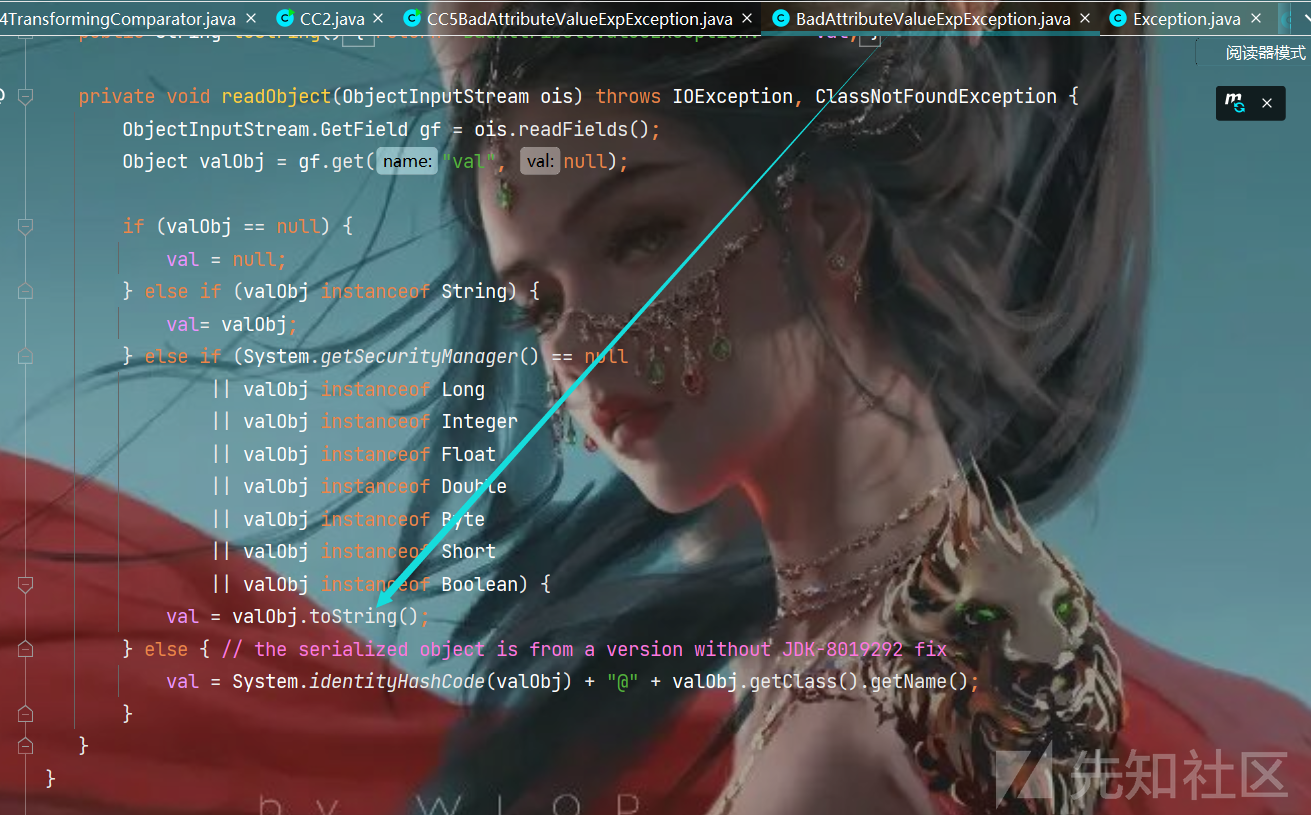 4TransformingComparator.java × CC2.java × CC5BadAttributeValueExpException.java × BadAttributeValueExpException.java × Exception.java ×
阅读器模式
private void readObject(ObjectInputStream ois) throws IOException, ClassNotFoundException {
ObjectInputStream.GetField gf = ois.readFields();
Object valObj = gf.get( name: "val", val: null);
if (valObj == null) {
val = null;
} else if (valObj instanceof String) {
val= valObj;
} else if (System.getSecurityManager() == null
|| valObj instanceof Long
|| valObj instanceof Integer
|| valObj instanceof Float
|| valObj instanceof Double
|| valObj instanceof Byte
|| valObj instanceof Short
|| valObj instanceof Boolean) {
val = valObj.toString();
} else { // the serialized object is from a version without JDK-8019292 fix
val = System.identityHashCode(valObj) + "@" + valObj.getClass().getName();
}
}
}
by WLOP
先知社区